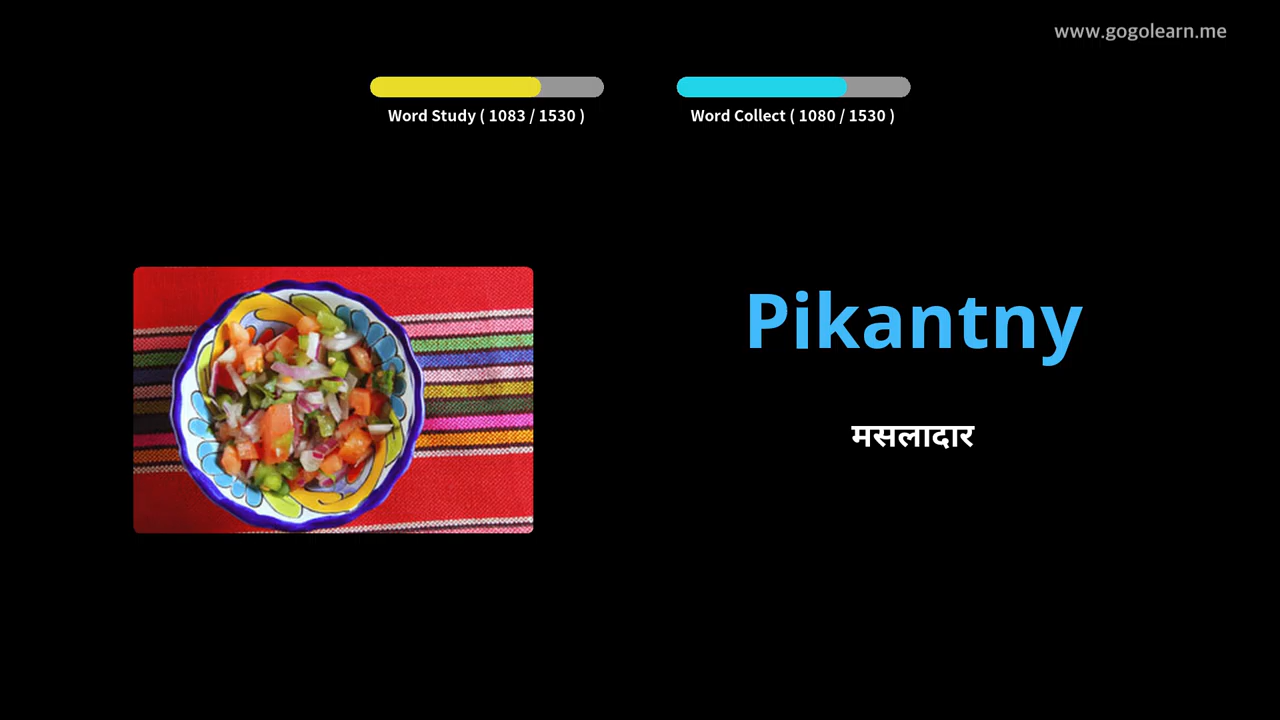 www.gogolearn.me
Word Study ( 1083 / 1530 )
Word Collect ( 1080 / 1530 )
Pikantny
मसलादार